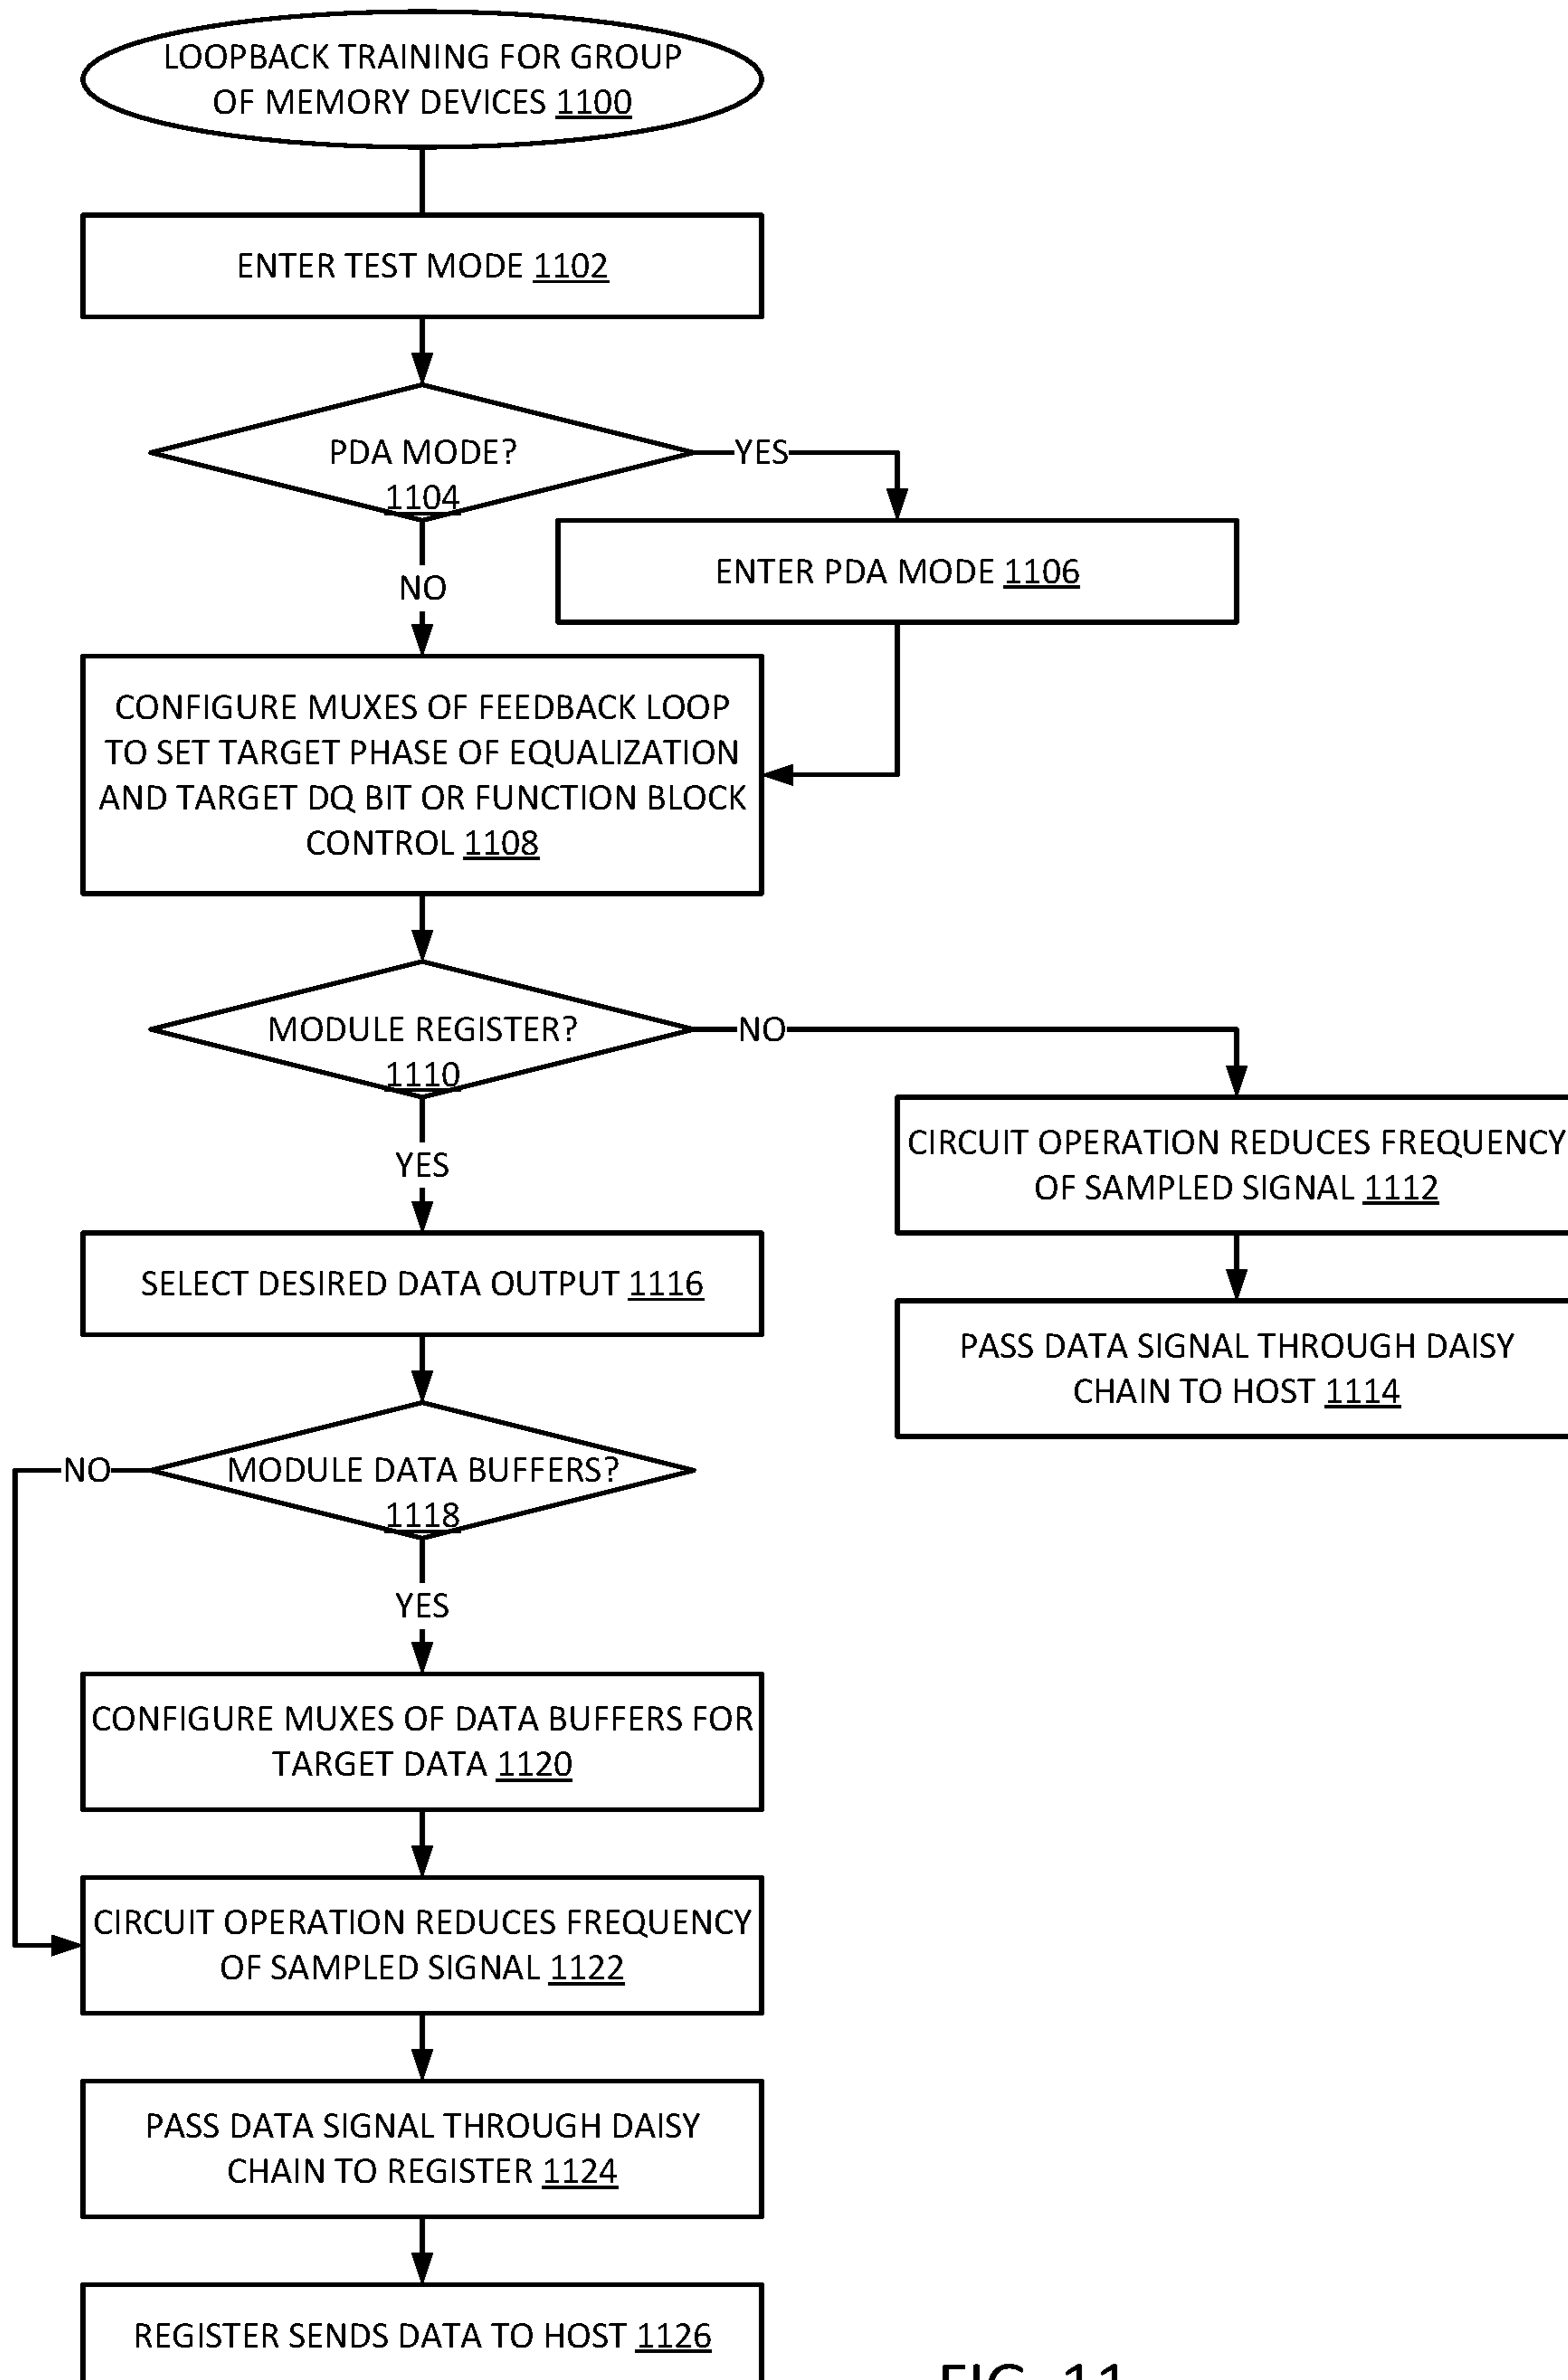 LOOPBACK TRAINING FOR GROUP
OF MEMORY DEVICES 1100
ENTER TEST MODE 1102
PDA MODE?
1104
YES
NO
ENTER PDA MODE 1106
CONFIGURE MUXES OF FEEDBACK LOOP
TO SET TARGET PHASE OF EQUALIZATION
AND TARGET DQ BIT OR FUNCTION BLOCK
CONTROL 1108
MODULE REGISTER?
1110
NO
YES
CIRCUIT OPERATION REDUCES FREQUENCY
OF SAMPLED SIGNAL 1112
PASS DATA SIGNAL THROUGH DAISY
CHAIN TO HOST 1114
SELECT DESIRED DATA OUTPUT 1116
MODULE DATA BUFFERS?
1118
NO
YES
CONFIGURE MUXES OF DATA BUFFERS FOR
TARGET DATA 1120
CIRCUIT OPERATION REDUCES FREQUENCY
OF SAMPLED SIGNAL 1122
PASS DATA SIGNAL THROUGH DAISY
CHAIN TO REGISTER 1124
REGISTER SENDS DATA TO HOST 1126
FIG. 11